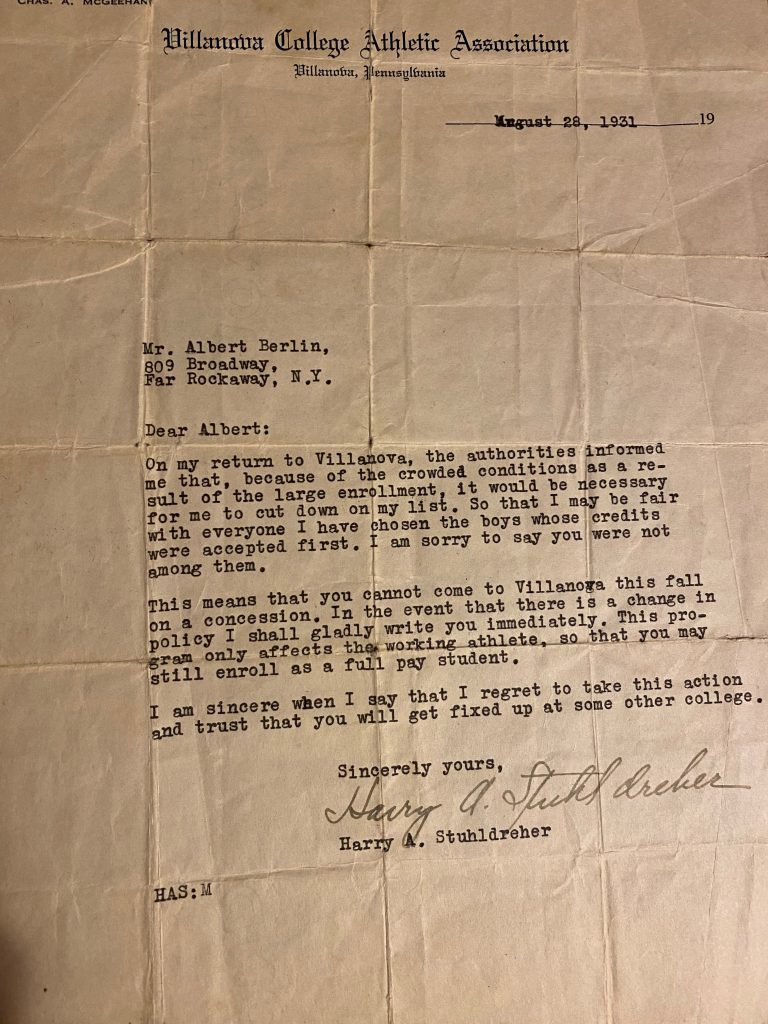 CHAS. A. MCGEEHAN
Villanova College Athletic Association
Villanova, Pennsylvania
August 28, 1931 19
Mr. Albert Berlin,
809 Broadway,
Far Rockaway, N.Y.
Dear Albert:
On my return to Villanova, the authorities informed
me that, because of the crowded conditions as a re-
sult of the large enrollment, it would be necessary
for me to cut down on my list. So that I may be fair
with everyone I have chosen the boys whose credits
were accepted first. I am sorry to say you were not
among them.
This means that you cannot come to Villanova this fall
on a concession. In the event that there is a change in
policy I shall gladly write you immediately. This pro-
gram only affects the working athlete, so that you may
still enroll as a full pay student.
I am sincere when I say that I regret to take this action
and trust that you will get fixed up at some other college.
Sincerely yours,
Harry A. Stuhldreher
Harry A. Stuhldreher
HAS:M